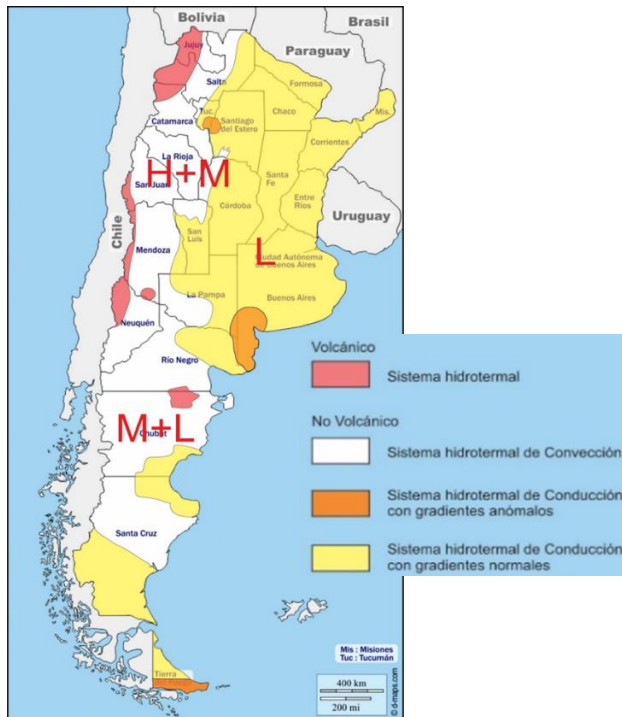 Bolivia
Brasil
Jujuy
Paraguay
Salta
Formosa
Tuc.
Chaco
Mis.
Catamarca
Santiago
del Estero
Corrientes
La Rioja
H+M
San Juan
Santa
Fe
Entre
Ríos
Córdoba
Uruguay
Chile
San
Luis
Mendoza
L
Ciudad Autónoma
de Buenos Aires
La Pampa
Buenos Aires
Neuquén
Río Negro
M+L
Chubut
Santa Cruz
Tierra
del Fuego
Volcánico
Sistema hidrotermal
No Volcánico
Sistema hidrotermal de Convección
Sistema hidrotermal de Conducción
con gradientes anómalos
Sistema hidrotermal de Conducción
con gradientes normales
Mis : Misiones
Tuc : Tucumán
400 km
200 mi
© d-maps.com